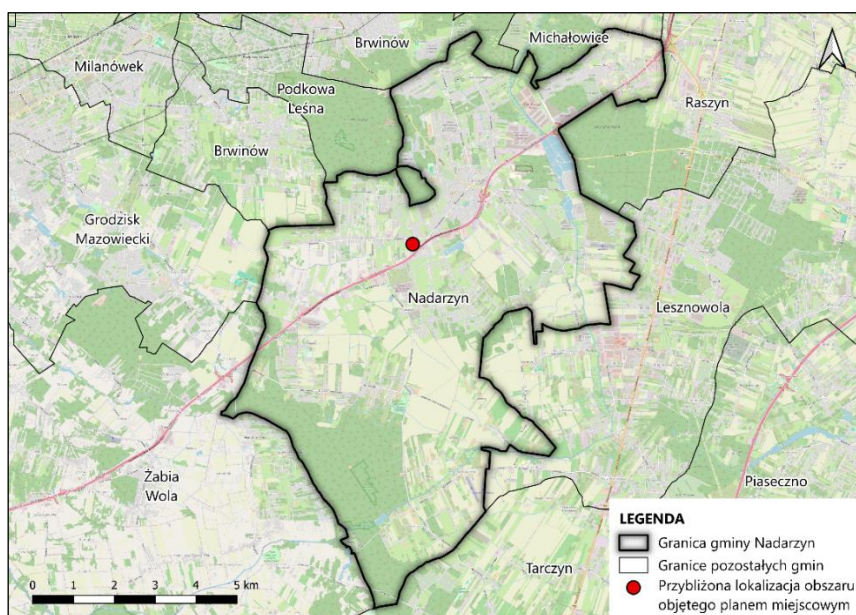 Brwinów
Michałowice
Milanówek
Podkowa
Leśna
Raszyn
Brwinów
Grodzisk
Mazowiecki
Nadarzyn
Lesznowola
Żabia
Wola
Piaseczno
Tarczyn
LEGENDA
Granica gminy Nadarzyn
Granice pozostałych gmin
Przybliżona lokalizacja obszaru
objętego planem miejscowym
0 1 2 3 4 5 km